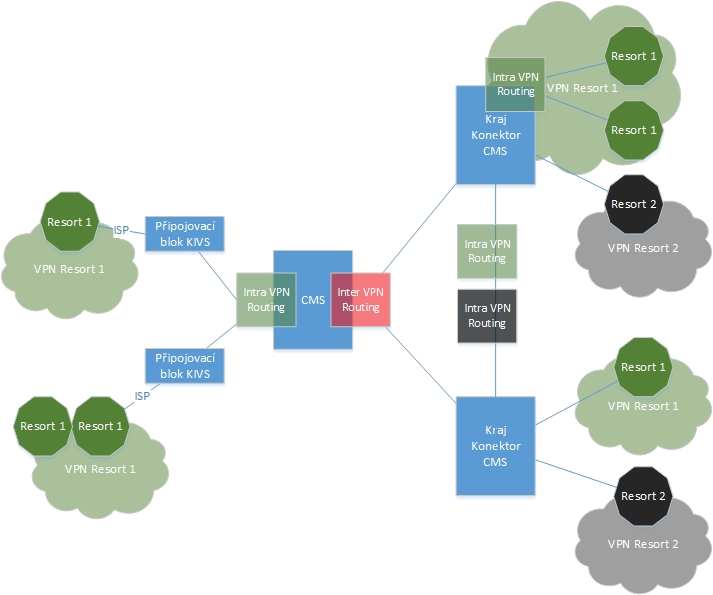 Resort 1
Intra VPN
Routing
VPN Resort 1
Resort 1
Kraj
Konektor
CMS
Resort 2
VPN Resort 2
Resort 1
ISP
VPN Resort 1
Připojovací
blok KIVS
Intra VPN
Routing
Intra VPN
Routing
CMS
Inter VPN
Routing
Intra VPN
Routing
Připojovací
blok KIVS
ISP
Resort 1
Resort 1
VPN Resort 1
Kraj
Konektor
CMS
Resort 1
VPN Resort 1
Resort 2
VPN Resort 2